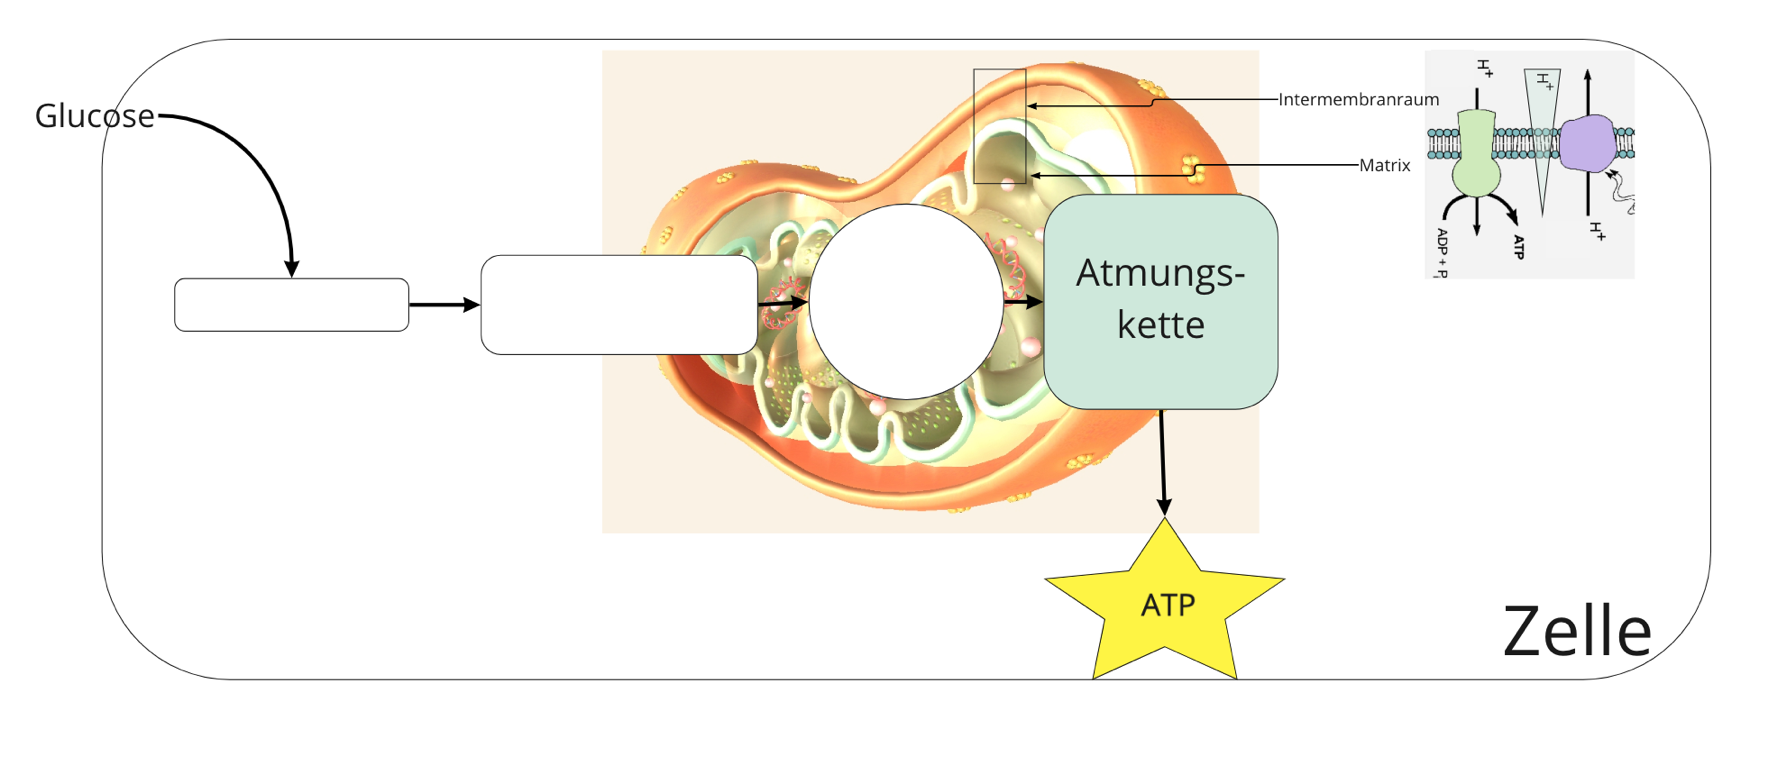 Glucose
Intermembranraum
Matrix
Atmungs-
kette
ATP
Zelle
H+
H+
H+
ADP + Pi
ATP